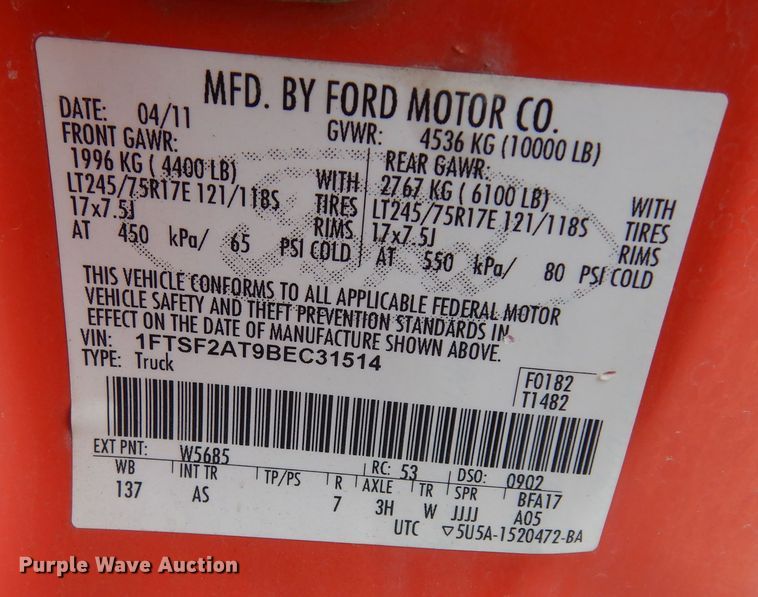 MFD. BY FORD MOTOR CO.
DATE: 04/11 GVWR: 4536 KG (10000 LB)
FRONT GAWR: REAR GAWR:
1996 KG ( 4400 LB) WITH 2767 KG ( 6100 LB) WITH
LT245/75R17E 121/118S TIRES LT245/75R17E 121/118S TIRES
17x7.5J RIMS 17x7.5J RIMS
AT 450 kPa/ 65 PSI COLD AT 550 kPa/ 80 PSI COLD
THIS VEHICLE CONFORMS TO ALL APPLICABLE FEDERAL MOTOR
VEHICLE SAFETY AND THEFT PREVENTION STANDARDS IN
EFFECT ON THE DATE OF MANUFACTURE SHOWN ABOVE.
VIN: 1FTSF2AT9BEC31514
TYPE: Truck
F0182
T1482
EXT PNT: W5685 RC: 53 DSO: 0902
WB INT TR TP/PS R AXLE TR SPR BFA17
137 AS 7 3H W JJJJ A05
UTC ▽5U5A-1520472-BA
Purple Wave Auction